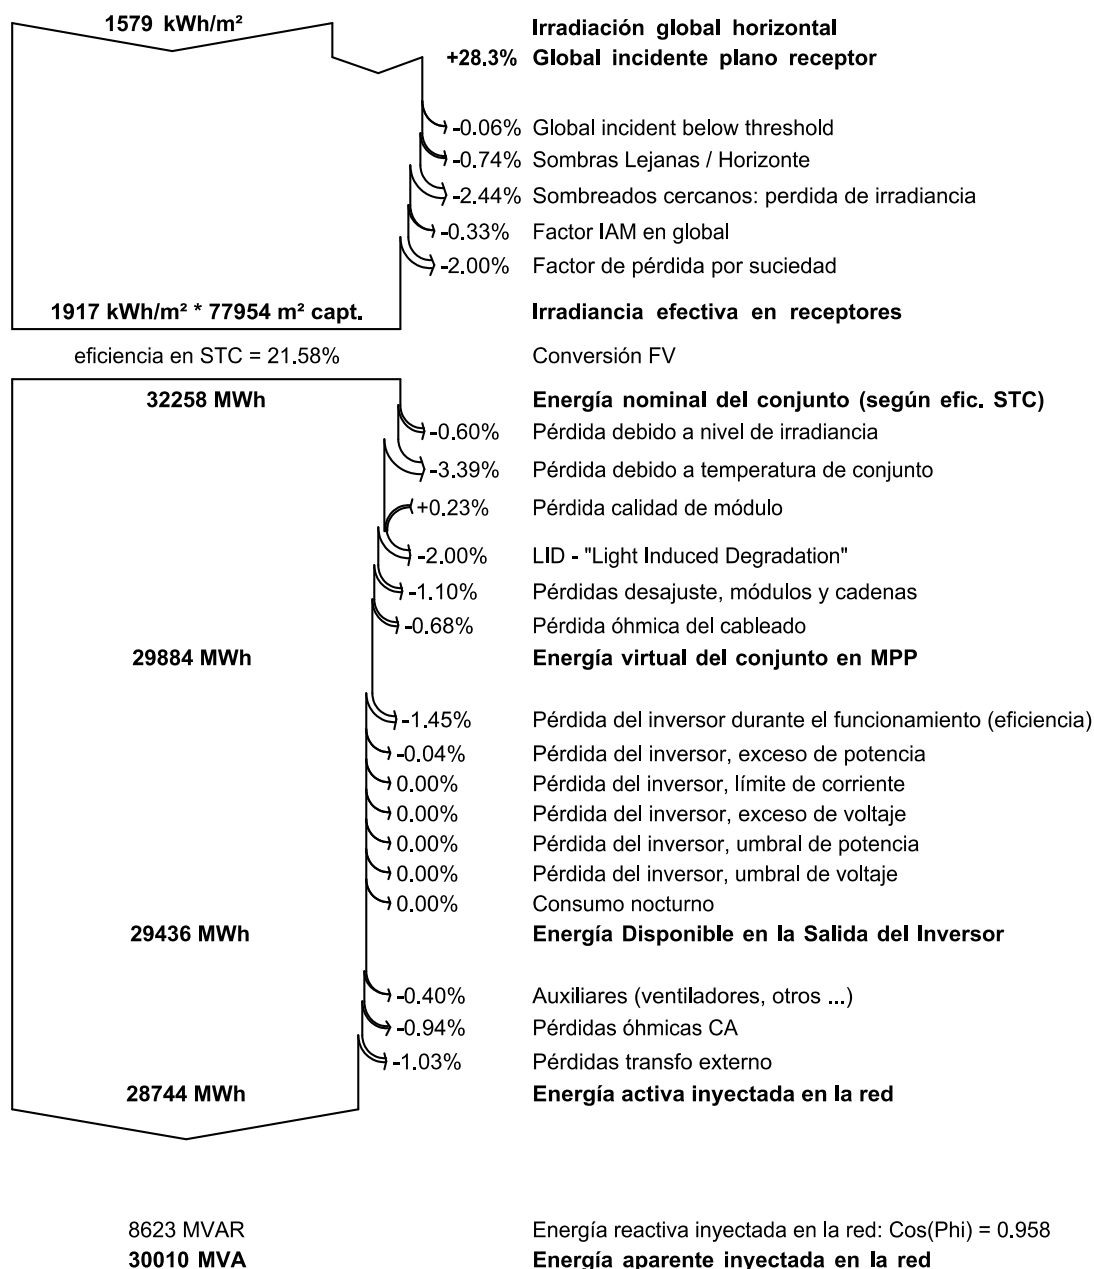 1579 kWh/m² Irradiación global horizontal
+28.3% Global incidente plano receptor
-0.06% Global incident below threshold
-0.74% Sombras Lejanas / Horizonte
-2.44% Sombreados cercanos: perdida de irradiancia
-0.33% Factor IAM en global
-2.00% Factor de pérdida por suciedad
1917 kWh/m² * 77954 m² capt. Irradiancia efectiva en receptores
eficiencia en STC = 21.58% Conversión FV
32258 MWh Energía nominal del conjunto (según efic. STC)
-0.60% Pérdida debido a nivel de irradiancia
-3.39% Pérdida debido a temperatura de conjunto
+0.23% Pérdida calidad de módulo
-2.00% LID - "Light Induced Degradation"
-1.10% Pérdidas desajuste, módulos y cadenas
-0.68% Pérdida óhmica del cableado
29884 MWh Energía virtual del conjunto en MPP
-1.45% Pérdida del inversor durante el funcionamiento (eficiencia)
-0.04% Pérdida del inversor, exceso de potencia
0.00% Pérdida del inversor, límite de corriente
0.00% Pérdida del inversor, exceso de voltaje
0.00% Pérdida del inversor, umbral de potencia
0.00% Pérdida del inversor, umbral de voltaje
0.00% Consumo nocturno
29436 MWh Energía Disponible en la Salida del Inversor
-0.40% Auxiliares (ventiladores, otros ...)
-0.94% Pérdidas óhmicas CA
-1.03% Pérdidas transfo externo
28744 MWh Energía activa inyectada en la red
8623 MVAR Energía reactiva inyectada en la red: Cos(Phi) = 0.958
30010 MVA Energía aparente inyectada en la red